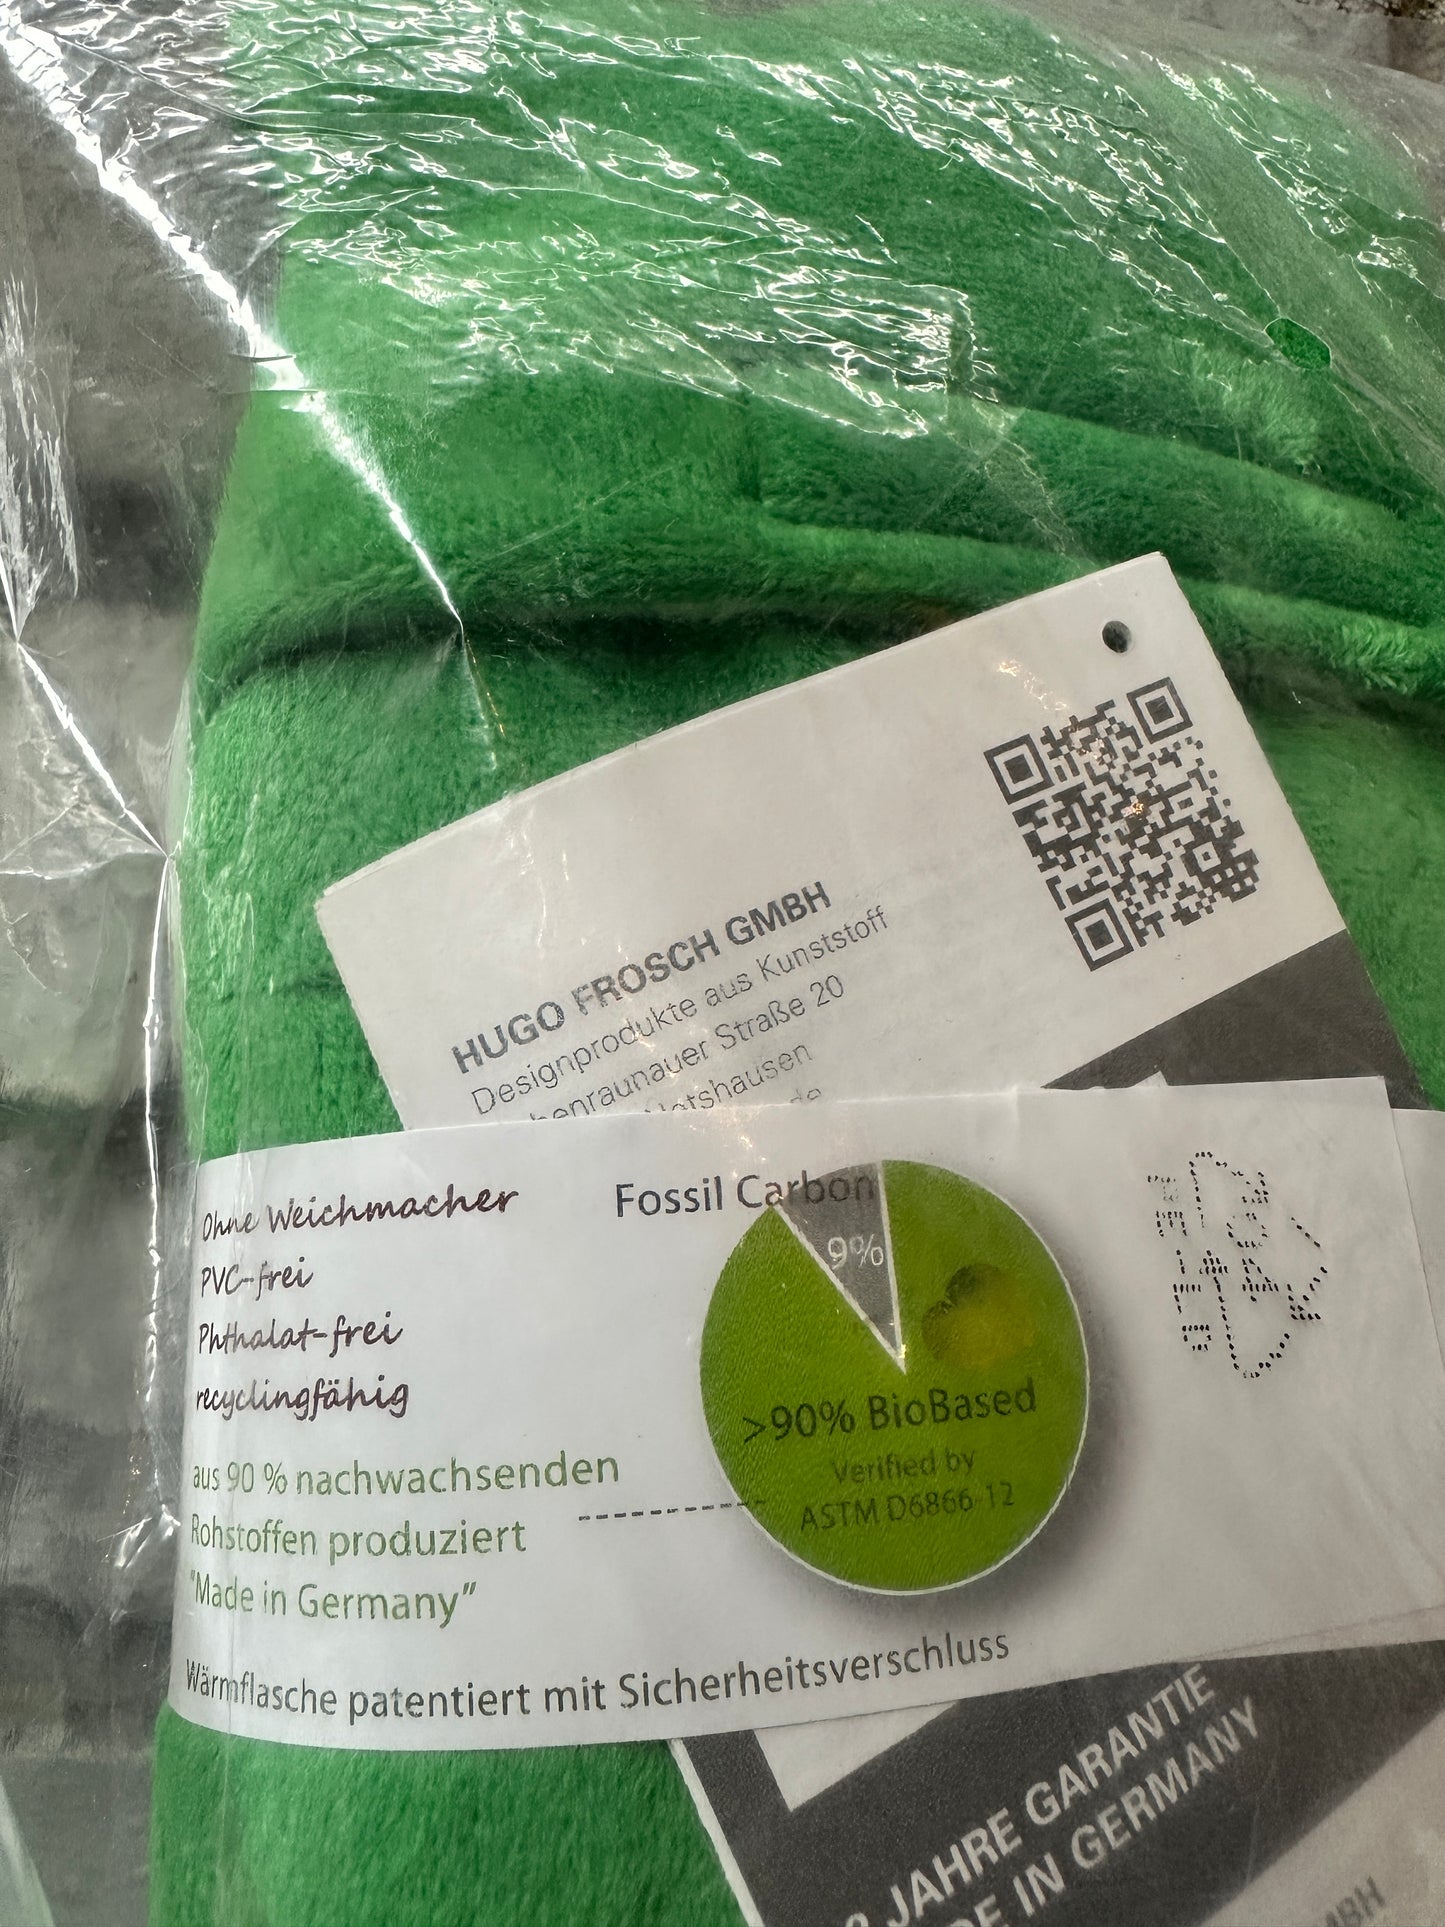 HUGO FROSCH GMBH
Designprodukte aus Kunststoff
Straße 20
Ohne Weichmacher
PVC-frei
Phthalat-frei
recyclingfähig
aus 90 % nachwachsenden
Rohstoffen produziert
"Made in Germany"
Wärmflasche patentiert mit Sicherheitsverschluss
Fossil Carbon
9%
>90% BioBased
Verified by
ASTM D6866-12
JAHRE GARANTIE
IN GERMANY